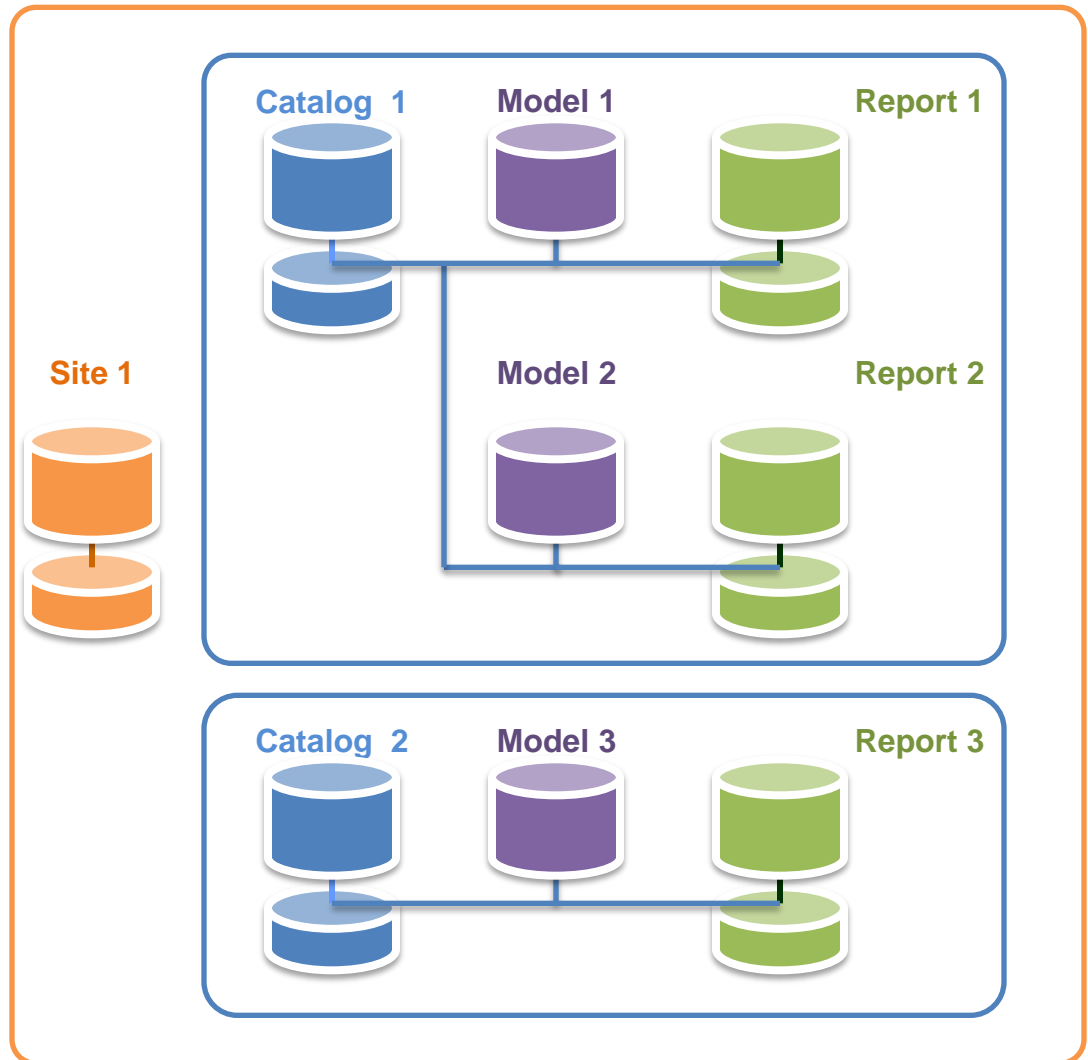 Catalog  1
Model 1
Report 1
Site 1
Model 2
Report 2
Catalog  2
Model 3
Report 3